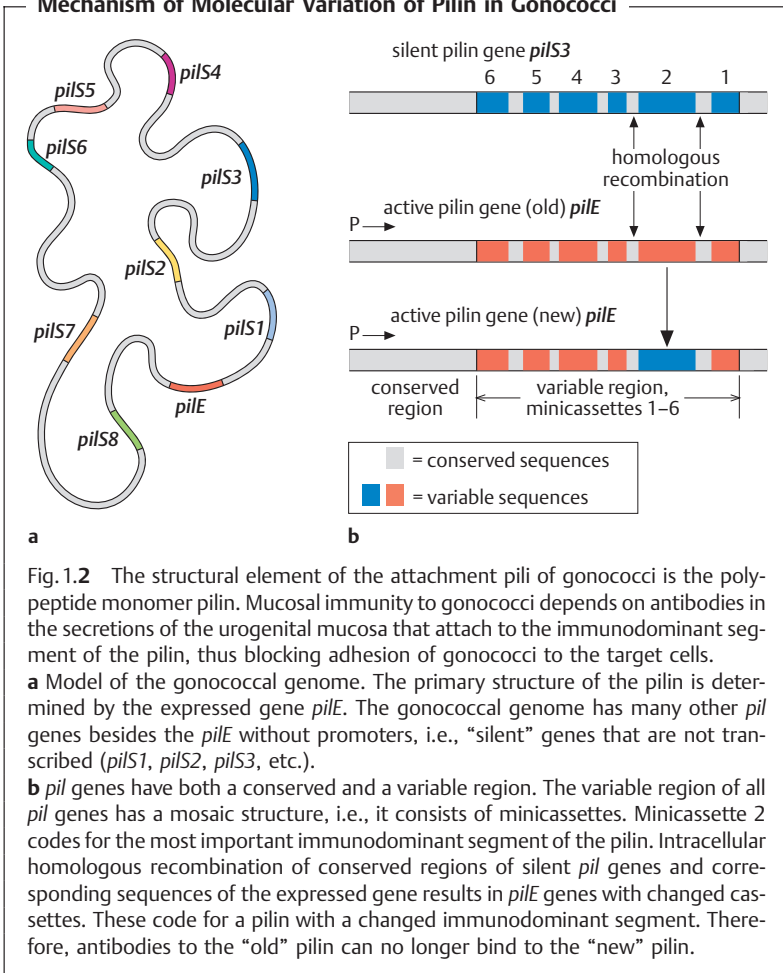 Mechanism of Molecular Variation of Pilin in Gonococci
pilS4
pilS5
pilS6
pilS3
pilS2
pilS1
pilS7
pilE
pilS8
a
silent pilin gene pilS3
6 5 4 3 2 1
homologous
recombination
active pilin gene (old) pilE
P
active pilin gene (new) pilE
P
conserved
region
variable region,
minicassettes 1–6
= conserved sequences
= variable sequences
b
Fig. 1.2 The structural element of the attachment pili of gonococci is the poly-
peptide monomer pilin. Mucosal immunity to gonococci depends on antibodies in
the secretions of the urogenital mucosa that attach to the immunodominant seg-
ment of the pilin, thus blocking adhesion of gonococci to the target cells.
a Model of the gonococcal genome. The primary structure of the pilin is deter-
mined by the expressed gene pilE. The gonococcal genome has many other pil
genes besides the pilE without promoters, i.e., “silent” genes that are not tran-
scribed (pilS1, pilS2, pilS3, etc.).
b pil genes have both a conserved and a variable region. The variable region of all
pil genes has a mosaic structure, i.e., it consists of minicassettes. Minicassette 2
codes for the most important immunodominant segment of the pilin. Intracellular
homologous recombination of conserved regions of silent pil genes and corre-
sponding sequences of the expressed gene results in pilE genes with changed cas-
settes. These code for a pilin with a changed immunodominant segment. There-
fore, antibodies to the “old” pilin can no longer bind to the “new” pilin.